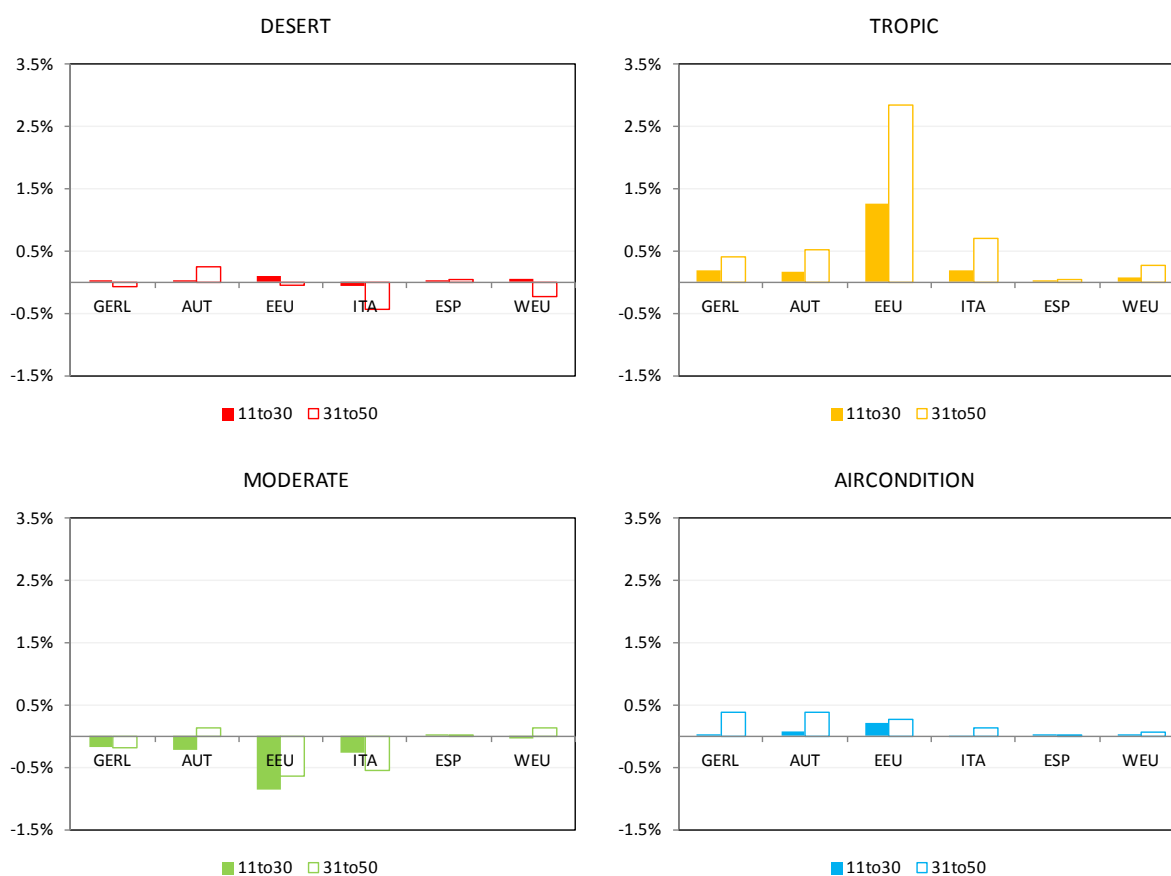 DESERT
3.5%
2.5%
1.5%
0.5%
-0.5%
-1.5%
GERL AUT EEU ITA ESP WEU
11to30 31to50
TROPIC
3.5%
2.5%
1.5%
0.5%
-0.5%
-1.5%
GERL AUT EEU ITA ESP WEU
11to30 31to50
MODERATE
3.5%
2.5%
1.5%
0.5%
-0.5%
-1.5%
GERL AUT EEU ITA ESP WEU
11to30 31to50
AIRCONDITION
3.5%
2.5%
1.5%
0.5%
-0.5%
-1.5%
GERL AUT EEU ITA ESP WEU
11to30 31to50